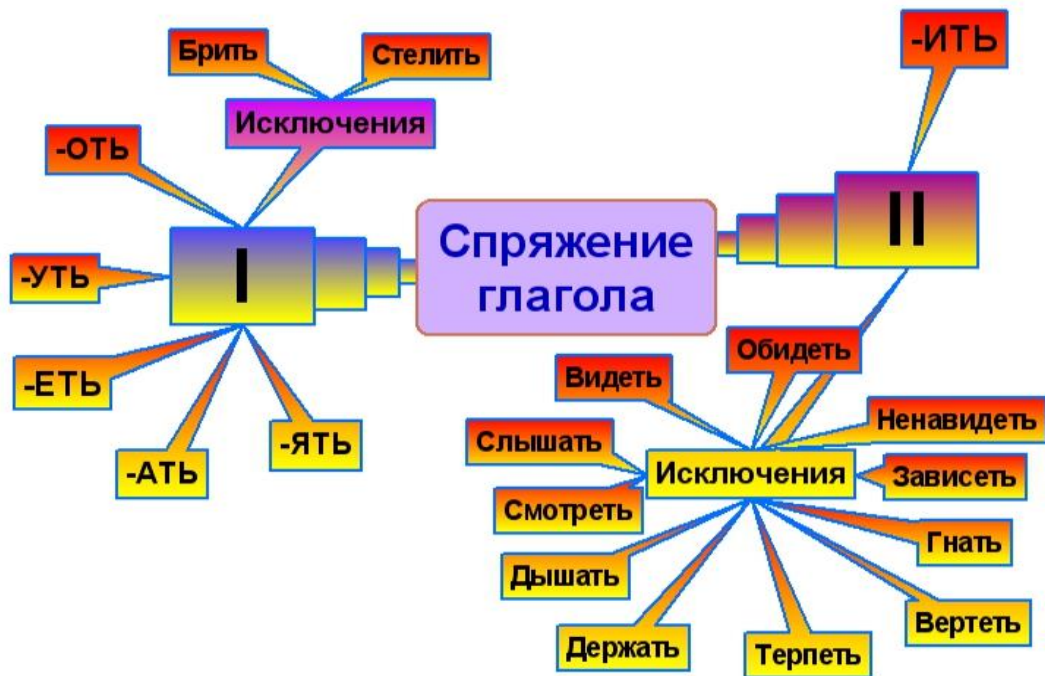 Брить
Стелить
-ИТЬ
Исключения
-ОТЬ
I
II
Спряжение
глагола
-УТЬ
-ЕТЬ
-АТЬ
-ЯТЬ
Обидеть
Видеть
Ненавидеть
Слышать
Исключения
Зависеть
Смотреть
Гнать
Дышать
Вертеть
Держать
Терпеть